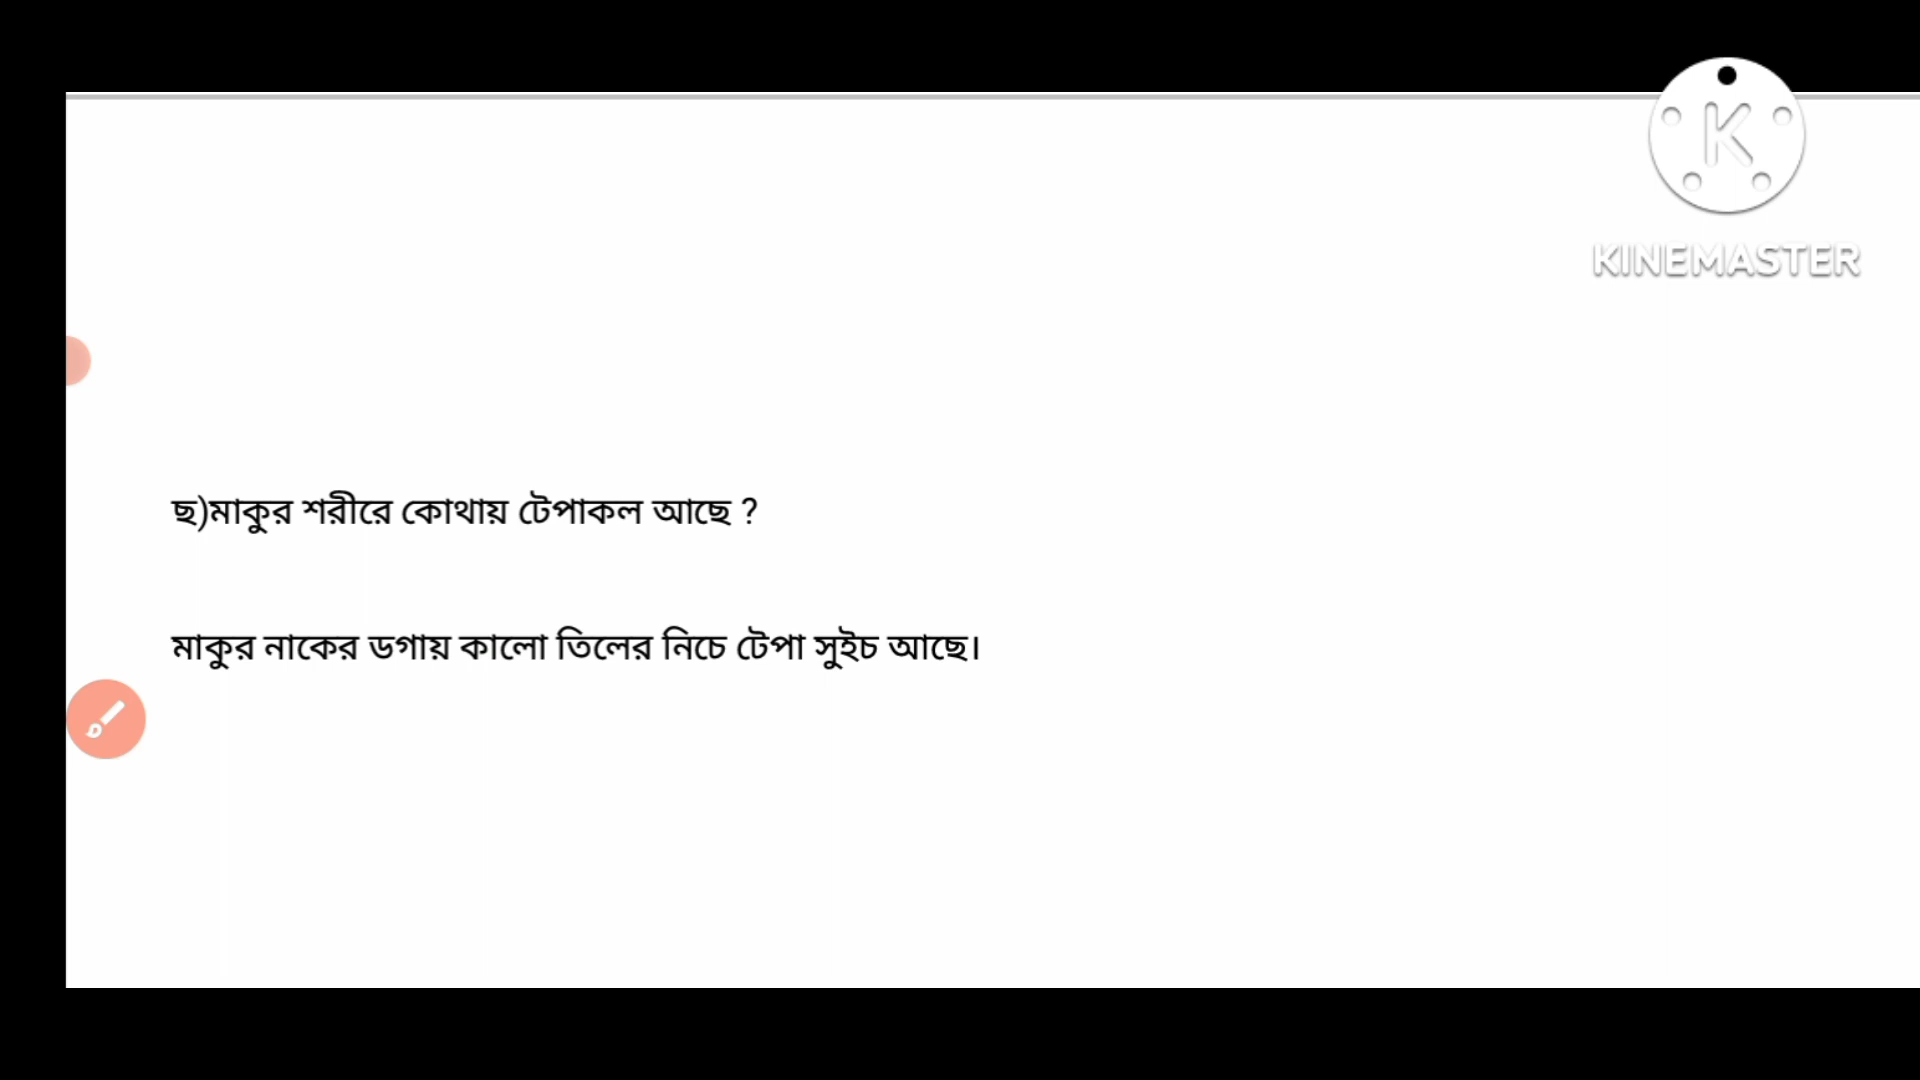 K
KINEMASTER
ছ)মাকুর শরীরে কোথায় টেপাকল আছে ?
মাকুর নাকের ডগায় কালো তিলের নিচে টেপা সুইচ আছে।